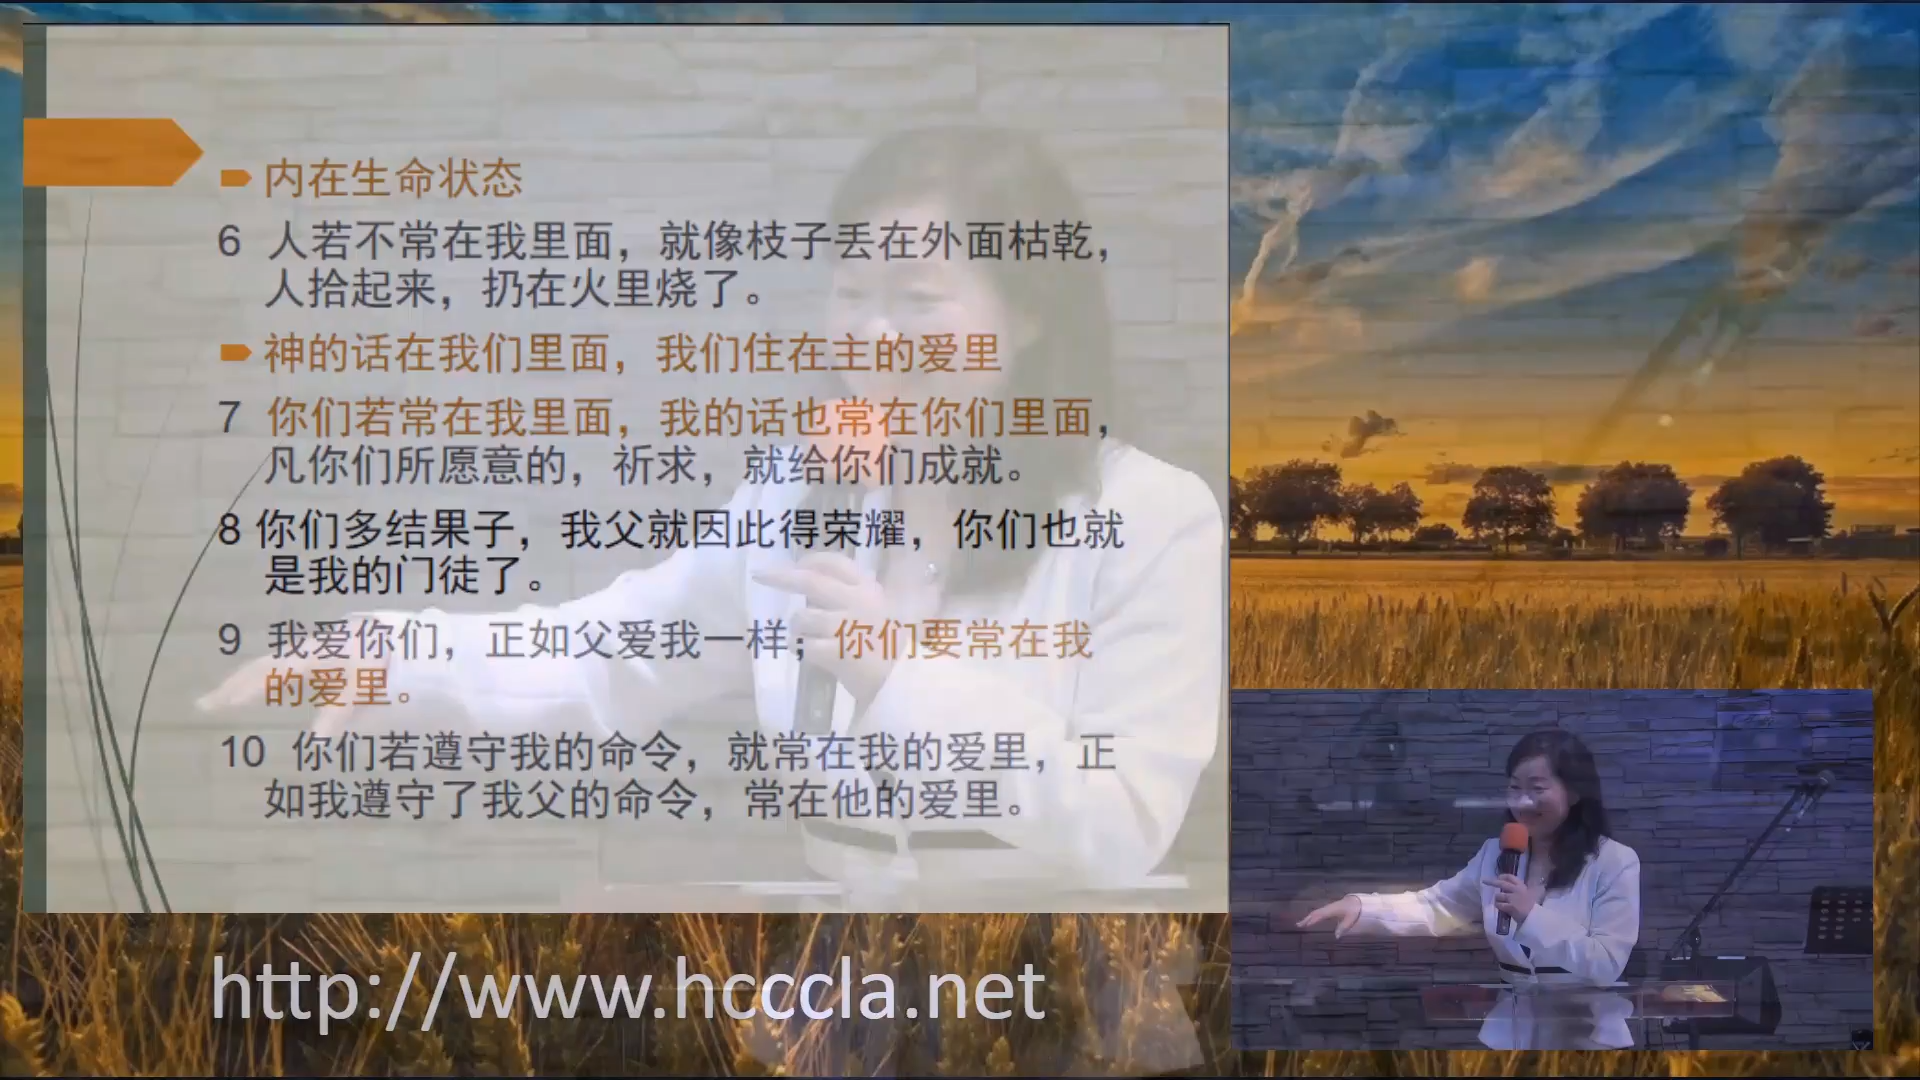 内在生命状态
6 人若不常在我里面，就像枝子丢在外面枯乾，
人拾起来，扔在火里烧了。
神的话在我们里面，我们住在主的爱里
7 你们若常在我里面，我的话也常在你们里面，
凡你们所愿意的，祈求，就给你们成就。
8 你们多结果子，我父就因此得荣耀，你们也就
是我的门徒了。
9 我爱你们，正如父爱我一样；你们要常在我
的爱里。
10 你们若遵守我的命令，就常在我的爱里，正
如我遵守了我父的命令，常在他的爱里。
http://www.hcccla.net